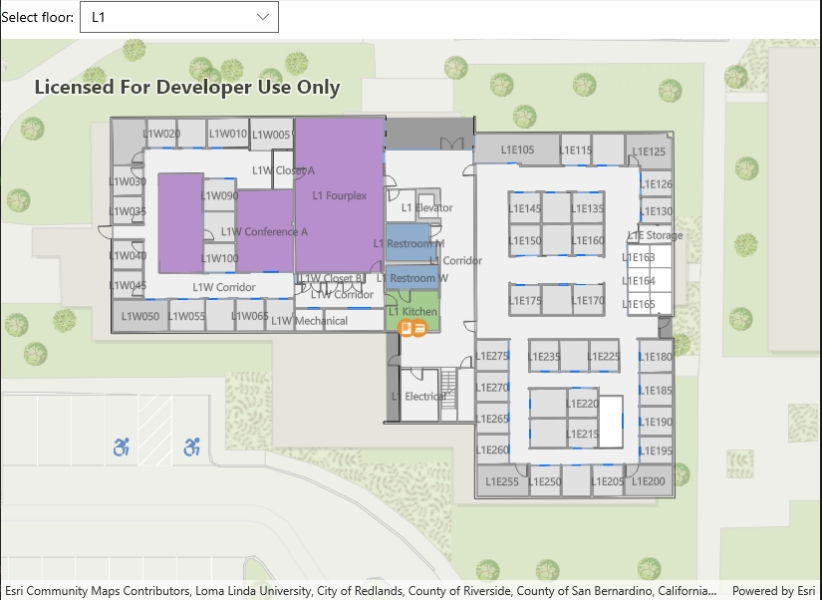 Select floor: L1
Licensed For Developer Use Only
L1W020
L1W010
L1W005
L1E105
L1E115
L1E125
L1W Closet A
L1W030
L1W090
L1 Fourplex
L1E126
L1W035
L1 Elevator
L1E145
L1E135
L1E130
L1W Conference A
L1 Restroom M
L1E150
L1E160
L1E Storage
L1W040
L1W100
L1 Corridor
L1E163
L1W045
L1W Corridor
L1W Closet B
L1 Restroom W
L1E164
L1W Corridor
L1E175
L1E170
L1E165
L1W050
L1W055
L1W065
L1W Mechanical
L1 Kitchen
L1E275
L1E235
L1E225
L1E180
L1E270
L1E185
L1 Electrical
L1E220
L1E265
L1E190
L1E215
L1E260
L1E195
L1E255
L1E250
L1E205
L1E200
Esri Community Maps Contributors, Loma Linda University, City of Redlands, County of Riverside, County of San Bernardino, California... Powered by Esri